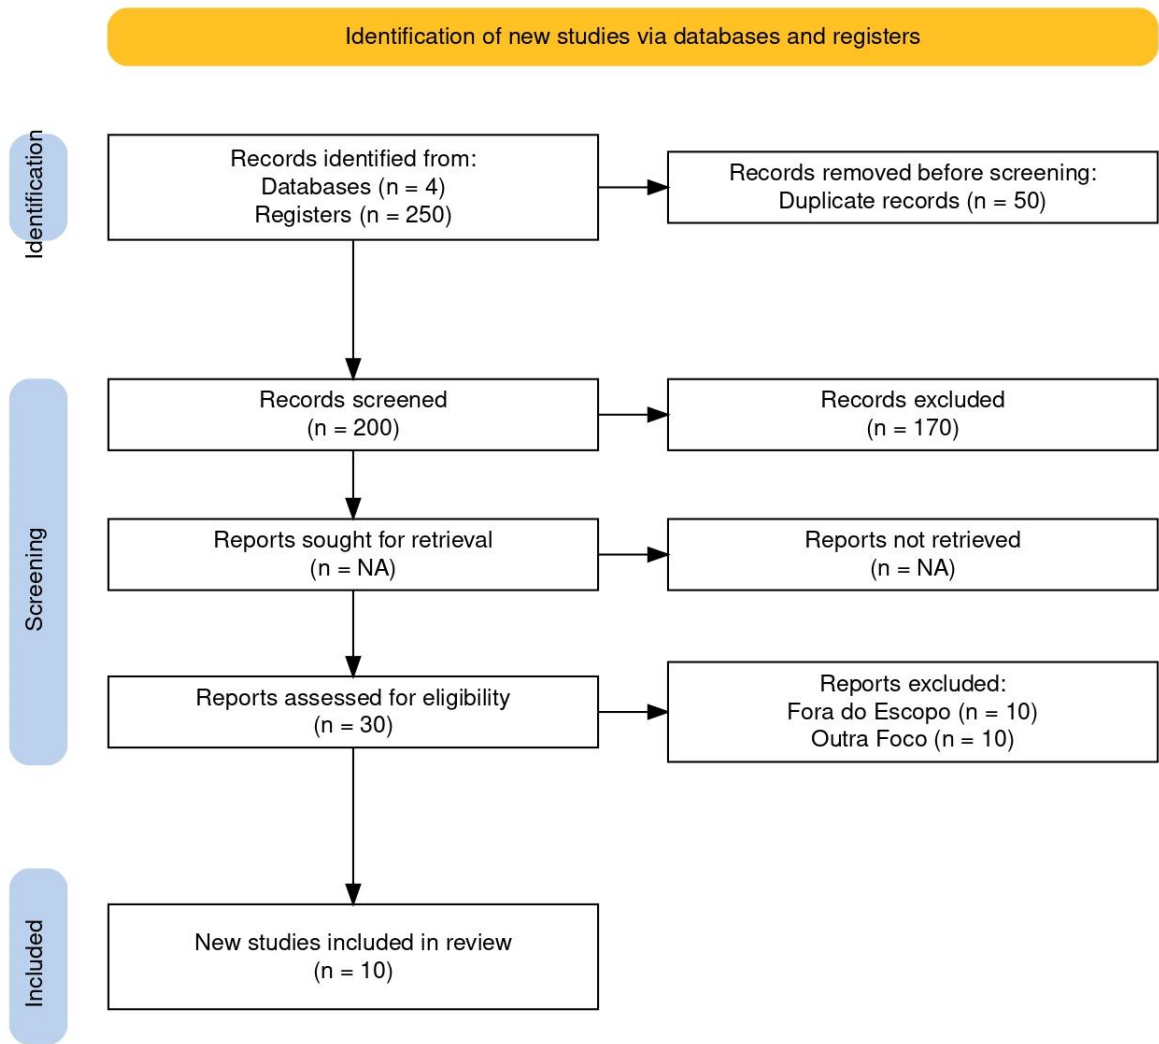 Identification of new studies via databases and registers
Identification
Records identified from:
Databases (n = 4)
Registers (n = 250)
Records removed before screening:
Duplicate records (n = 50)
Screening
Records screened
(n = 200)
Records excluded
(n = 170)
Reports sought for retrieval
(n = NA)
Reports not retrieved
(n = NA)
Reports assessed for eligibility
(n = 30)
Reports excluded:
Fora do Escopo (n = 10)
Outra Foco (n = 10)
Included
New studies included in review
(n = 10)